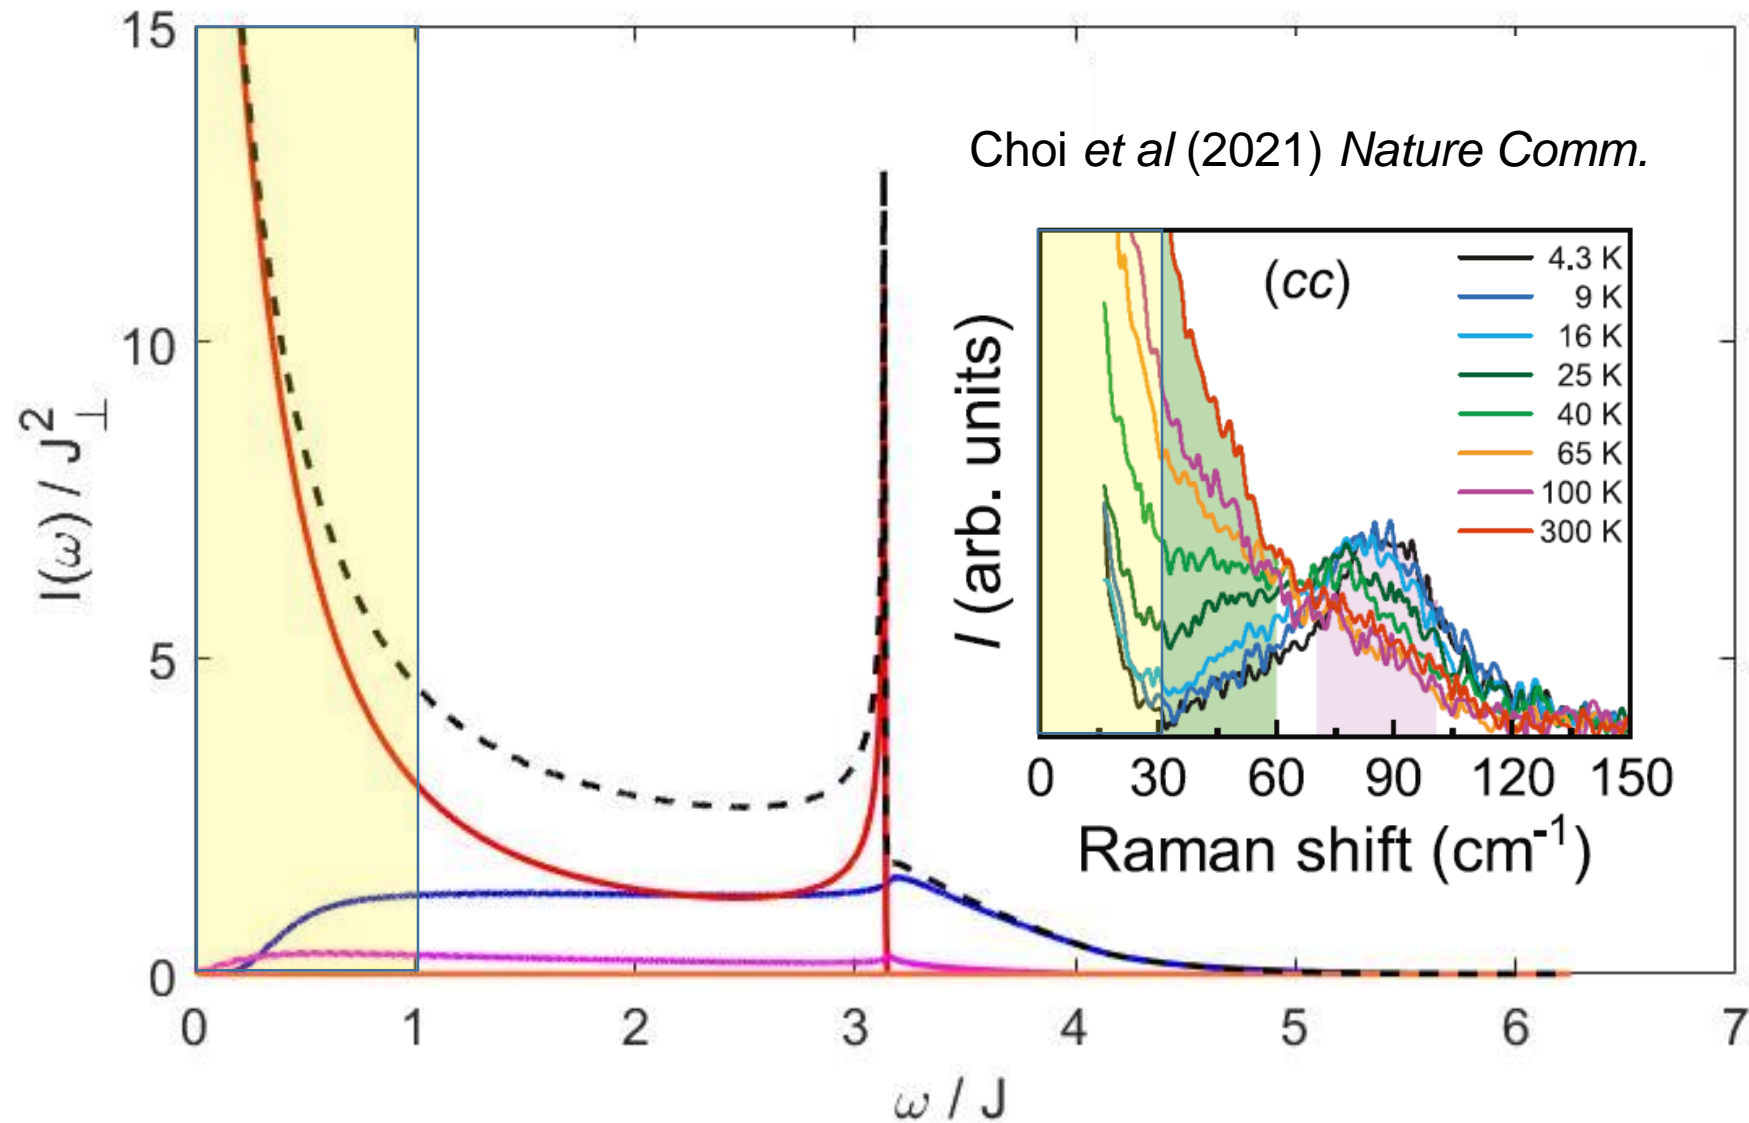 15
10
5
0
I(ω) / J⊥²
0 1 2 3 4 5 6 7
ω / J
Choi et al (2021) Nature Comm.
(cc)
4.3 K
9 K
16 K
25 K
40 K
65 K
100 K
300 K
I (arb. units)
0 30 60 90 120 150
Raman shift (cm⁻¹)